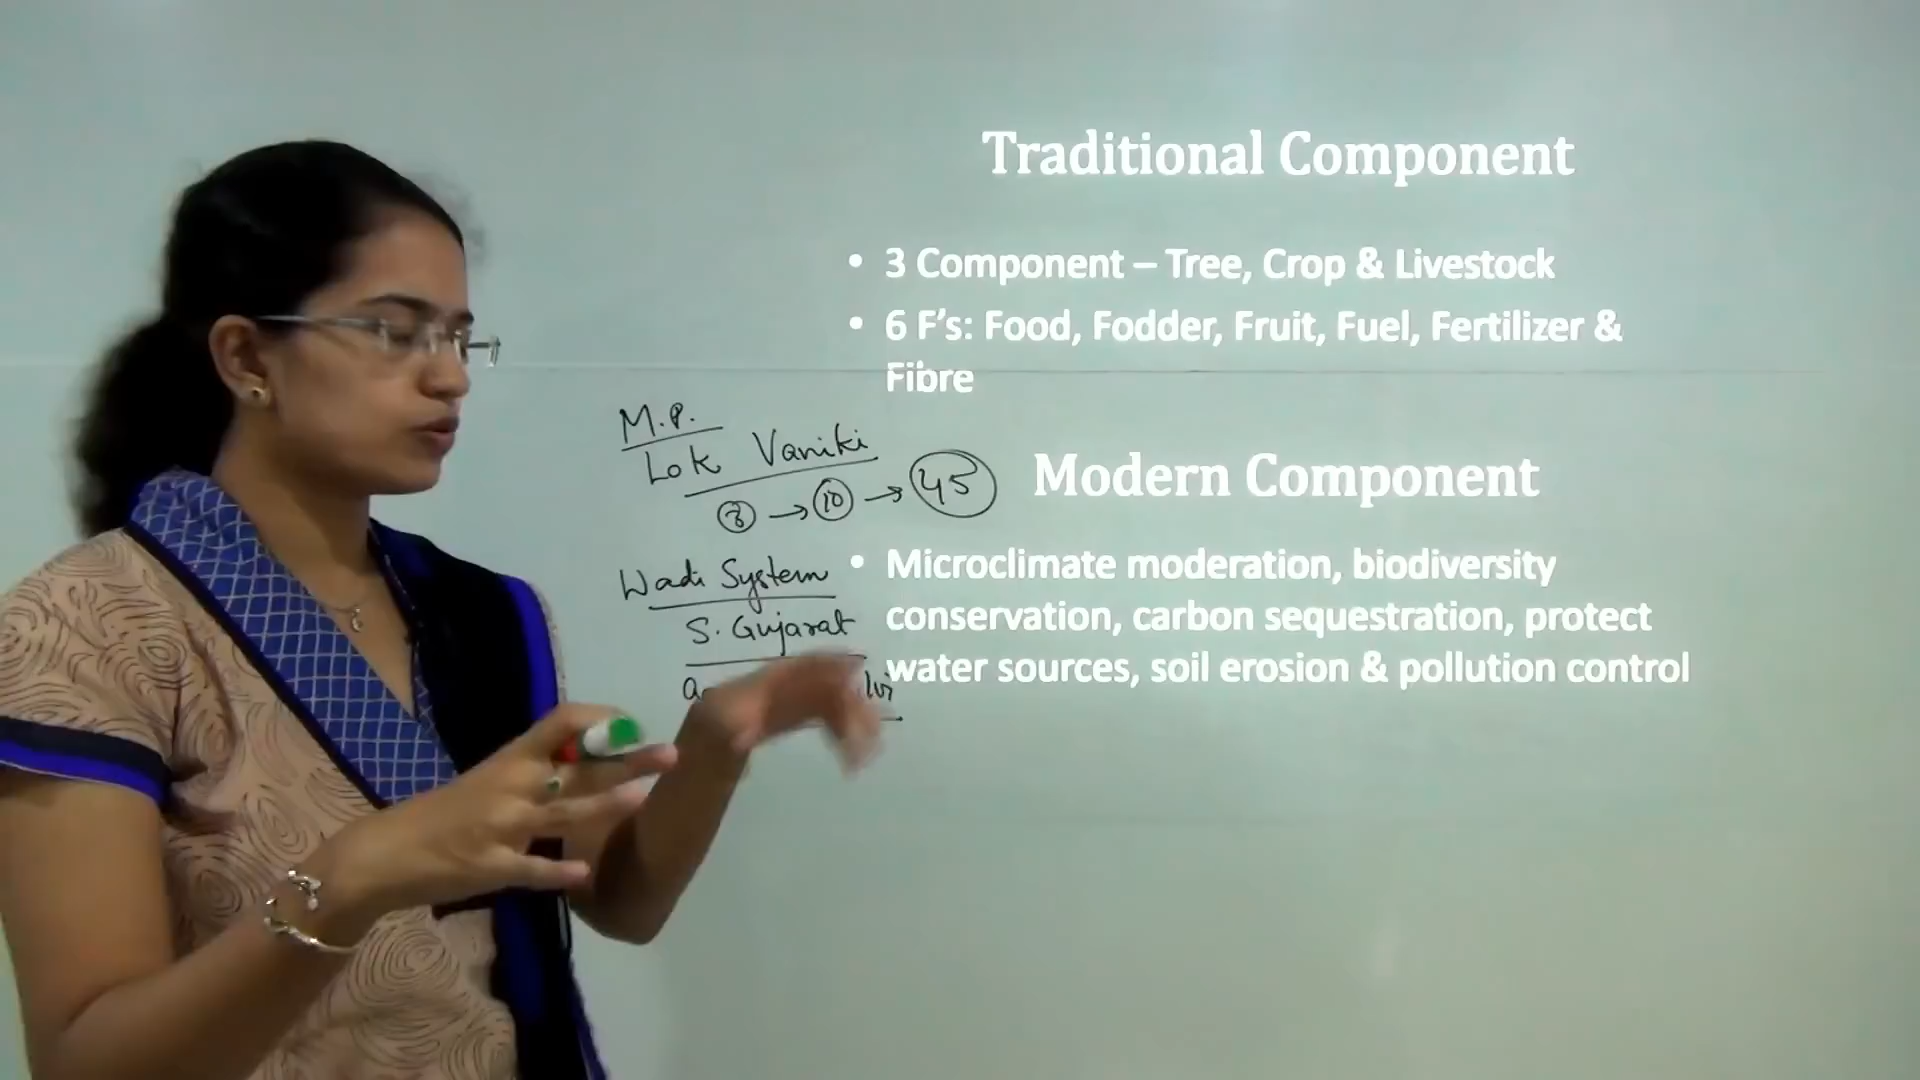 Traditional Component
• 3 Component – Tree, Crop & Livestock
• 6 F's: Food, Fodder, Fruit, Fuel, Fertilizer &
Fibre
M.P.
Lok Vaniki
→ 10 → 45
Modern Component
Wadi System
S. Gujarat
• Microclimate moderation, biodiversity
conservation, carbon sequestration, protect
water sources, soil erosion & pollution control